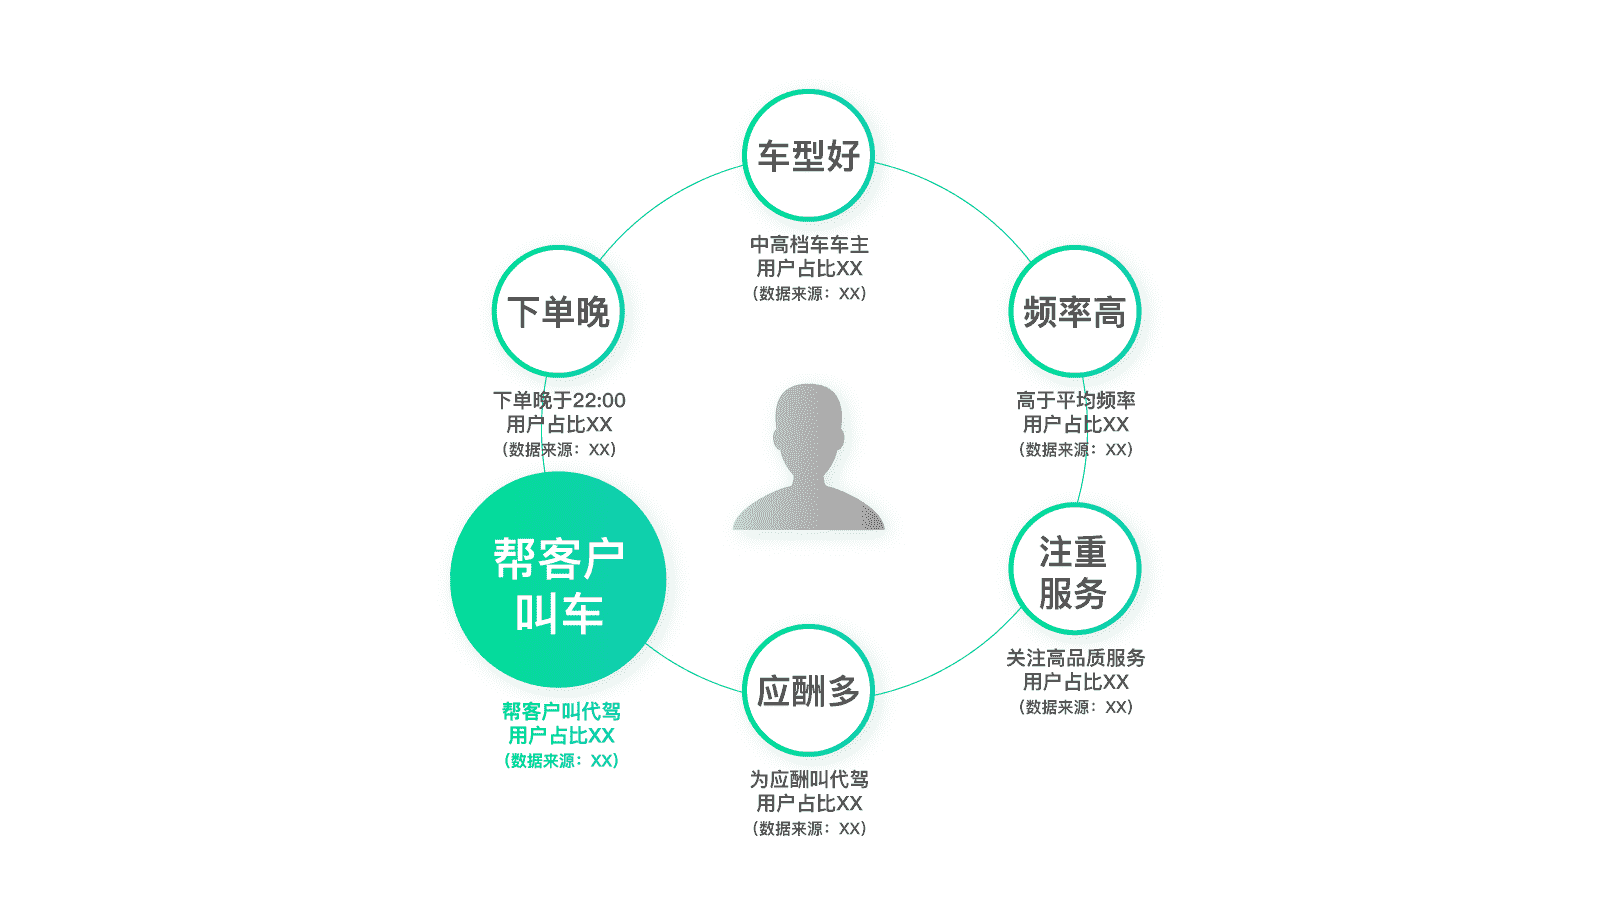 车型好
中高档车车主
用户占比XX
（数据来源：XX）
频率高
高于平均频率
用户占比XX
（数据来源：XX）
注重
服务
关注高品质服务
用户占比XX
（数据来源：XX）
应酬多
为应酬叫代驾
用户占比XX
（数据来源：XX）
帮客户
叫车
帮客户叫代驾
用户占比XX
（数据来源：XX）
下单晚
下单晚于22:00
用户占比XX
（数据来源：XX）